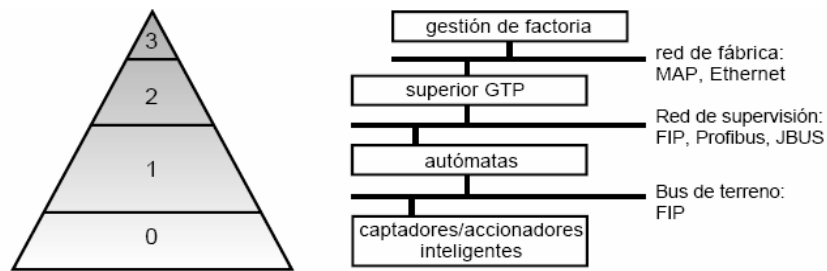 3
2
1
0
gestión de factoria
red de fábrica:
MAP, Ethernet
superior GTP
Red de supervisión:
FIP, Profibus, JBUS
autómatas
Bus de terreno:
FIP
captadores/accionadores
inteligentes